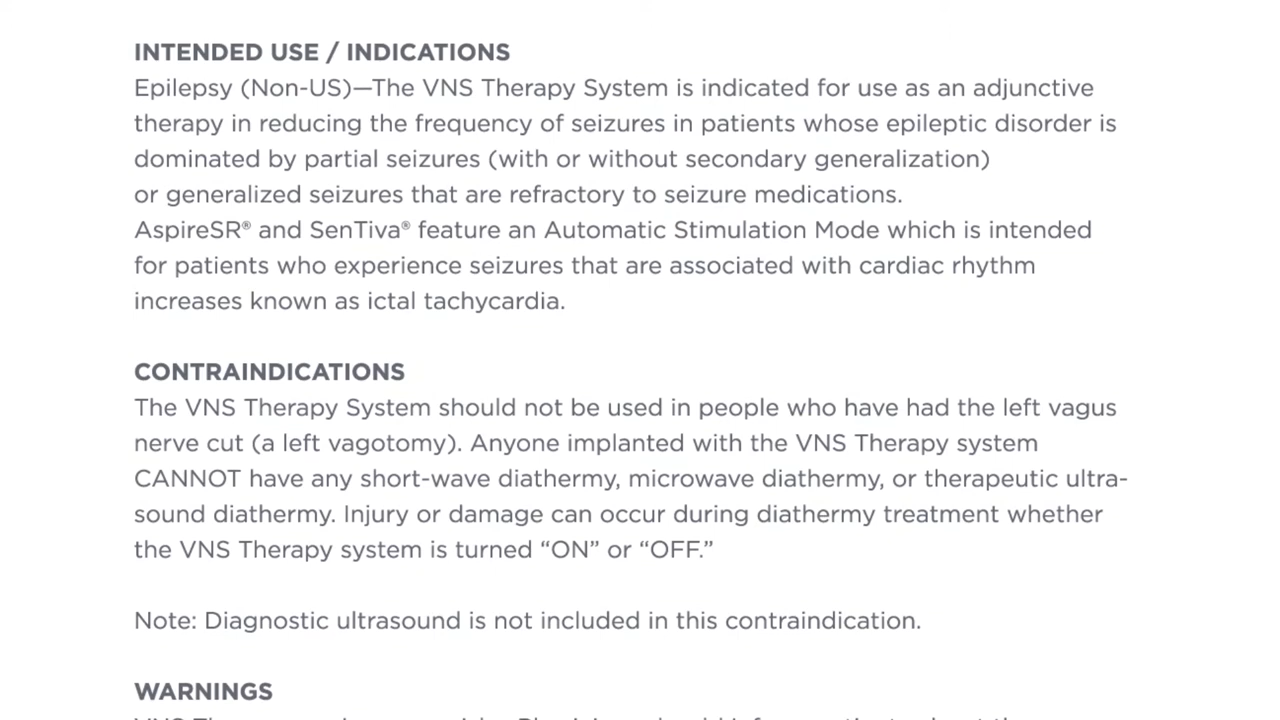 INTENDED USE / INDICATIONS
Epilepsy (Non-US)—The VNS Therapy System is indicated for use as an adjunctive
therapy in reducing the frequency of seizures in patients whose epileptic disorder is
dominated by partial seizures (with or without secondary generalization)
or generalized seizures that are refractory to seizure medications.
AspireSR® and SenTiva® feature an Automatic Stimulation Mode which is intended
for patients who experience seizures that are associated with cardiac rhythm
increases known as ictal tachycardia.
CONTRAINDICATIONS
The VNS Therapy System should not be used in people who have had the left vagus
nerve cut (a left vagotomy). Anyone implanted with the VNS Therapy system
CANNOT have any short-wave diathermy, microwave diathermy, or therapeutic ultra-
sound diathermy. Injury or damage can occur during diathermy treatment whether
the VNS Therapy system is turned “ON” or “OFF.”
Note: Diagnostic ultrasound is not included in this contraindication.
WARNINGS